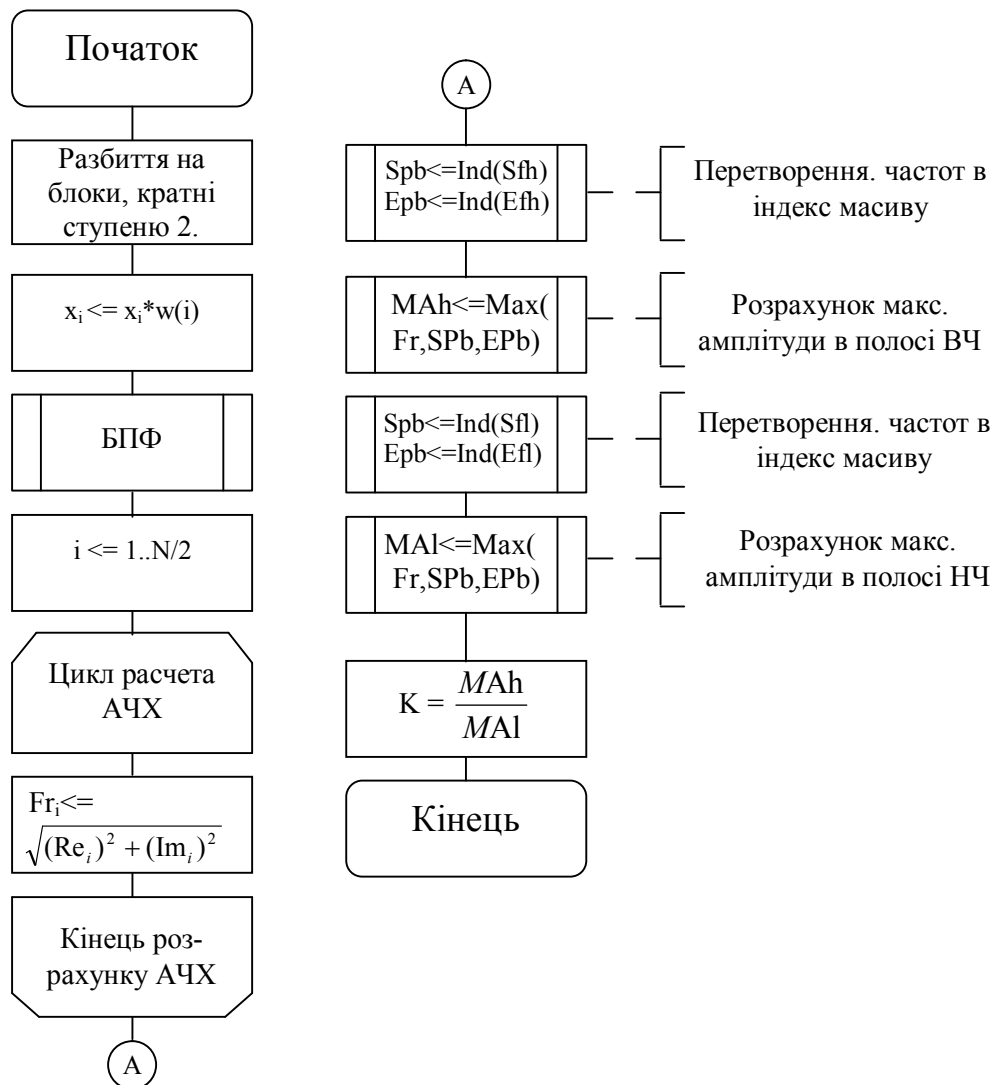 Початок
Разбиття на
блоки, кратні
ступеню 2.
xᵢ <= xᵢ*w(i)
БПФ
i <= 1..N/2
Цикл расчета
АЧХ
Frᵢ<=
√(Reᵢ)² + (Imᵢ)²
Кінець роз-
рахунку АЧХ
А
А
Spb<=Ind(Sfh)
Epb<=Ind(Efh)
Перетворення. частот в
індекс масиву
MAh<=Max(
Fr,SPb,EPb)
Розрахунок макс.
амплітуди в полосі ВЧ
Spb<=Ind(Sfl)
Epb<=Ind(Efl)
Перетворення. частот в
індекс масиву
MAl<=Max(
Fr,SPb,EPb)
Розрахунок макс.
амплітуди в полосі НЧ
K = MAh
MAl
Кінець